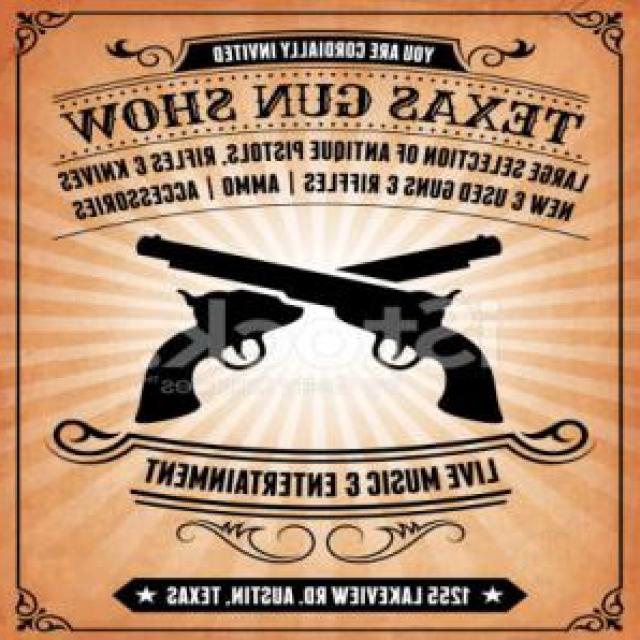 YOU ARE CORDIALLY INVITED
TEXAS GUN SHOW
LARGE SELECTION OF ANTIQUE PISTOLS, RIFLES & KNIVES
NEW & USED GUNS & RIFFLES | AMMO | ACCESSORIES
iStock
LIVE MUSIC & ENTERTAINMENT
1255 LAKEVIEW RD. AUSTIN, TEXAS